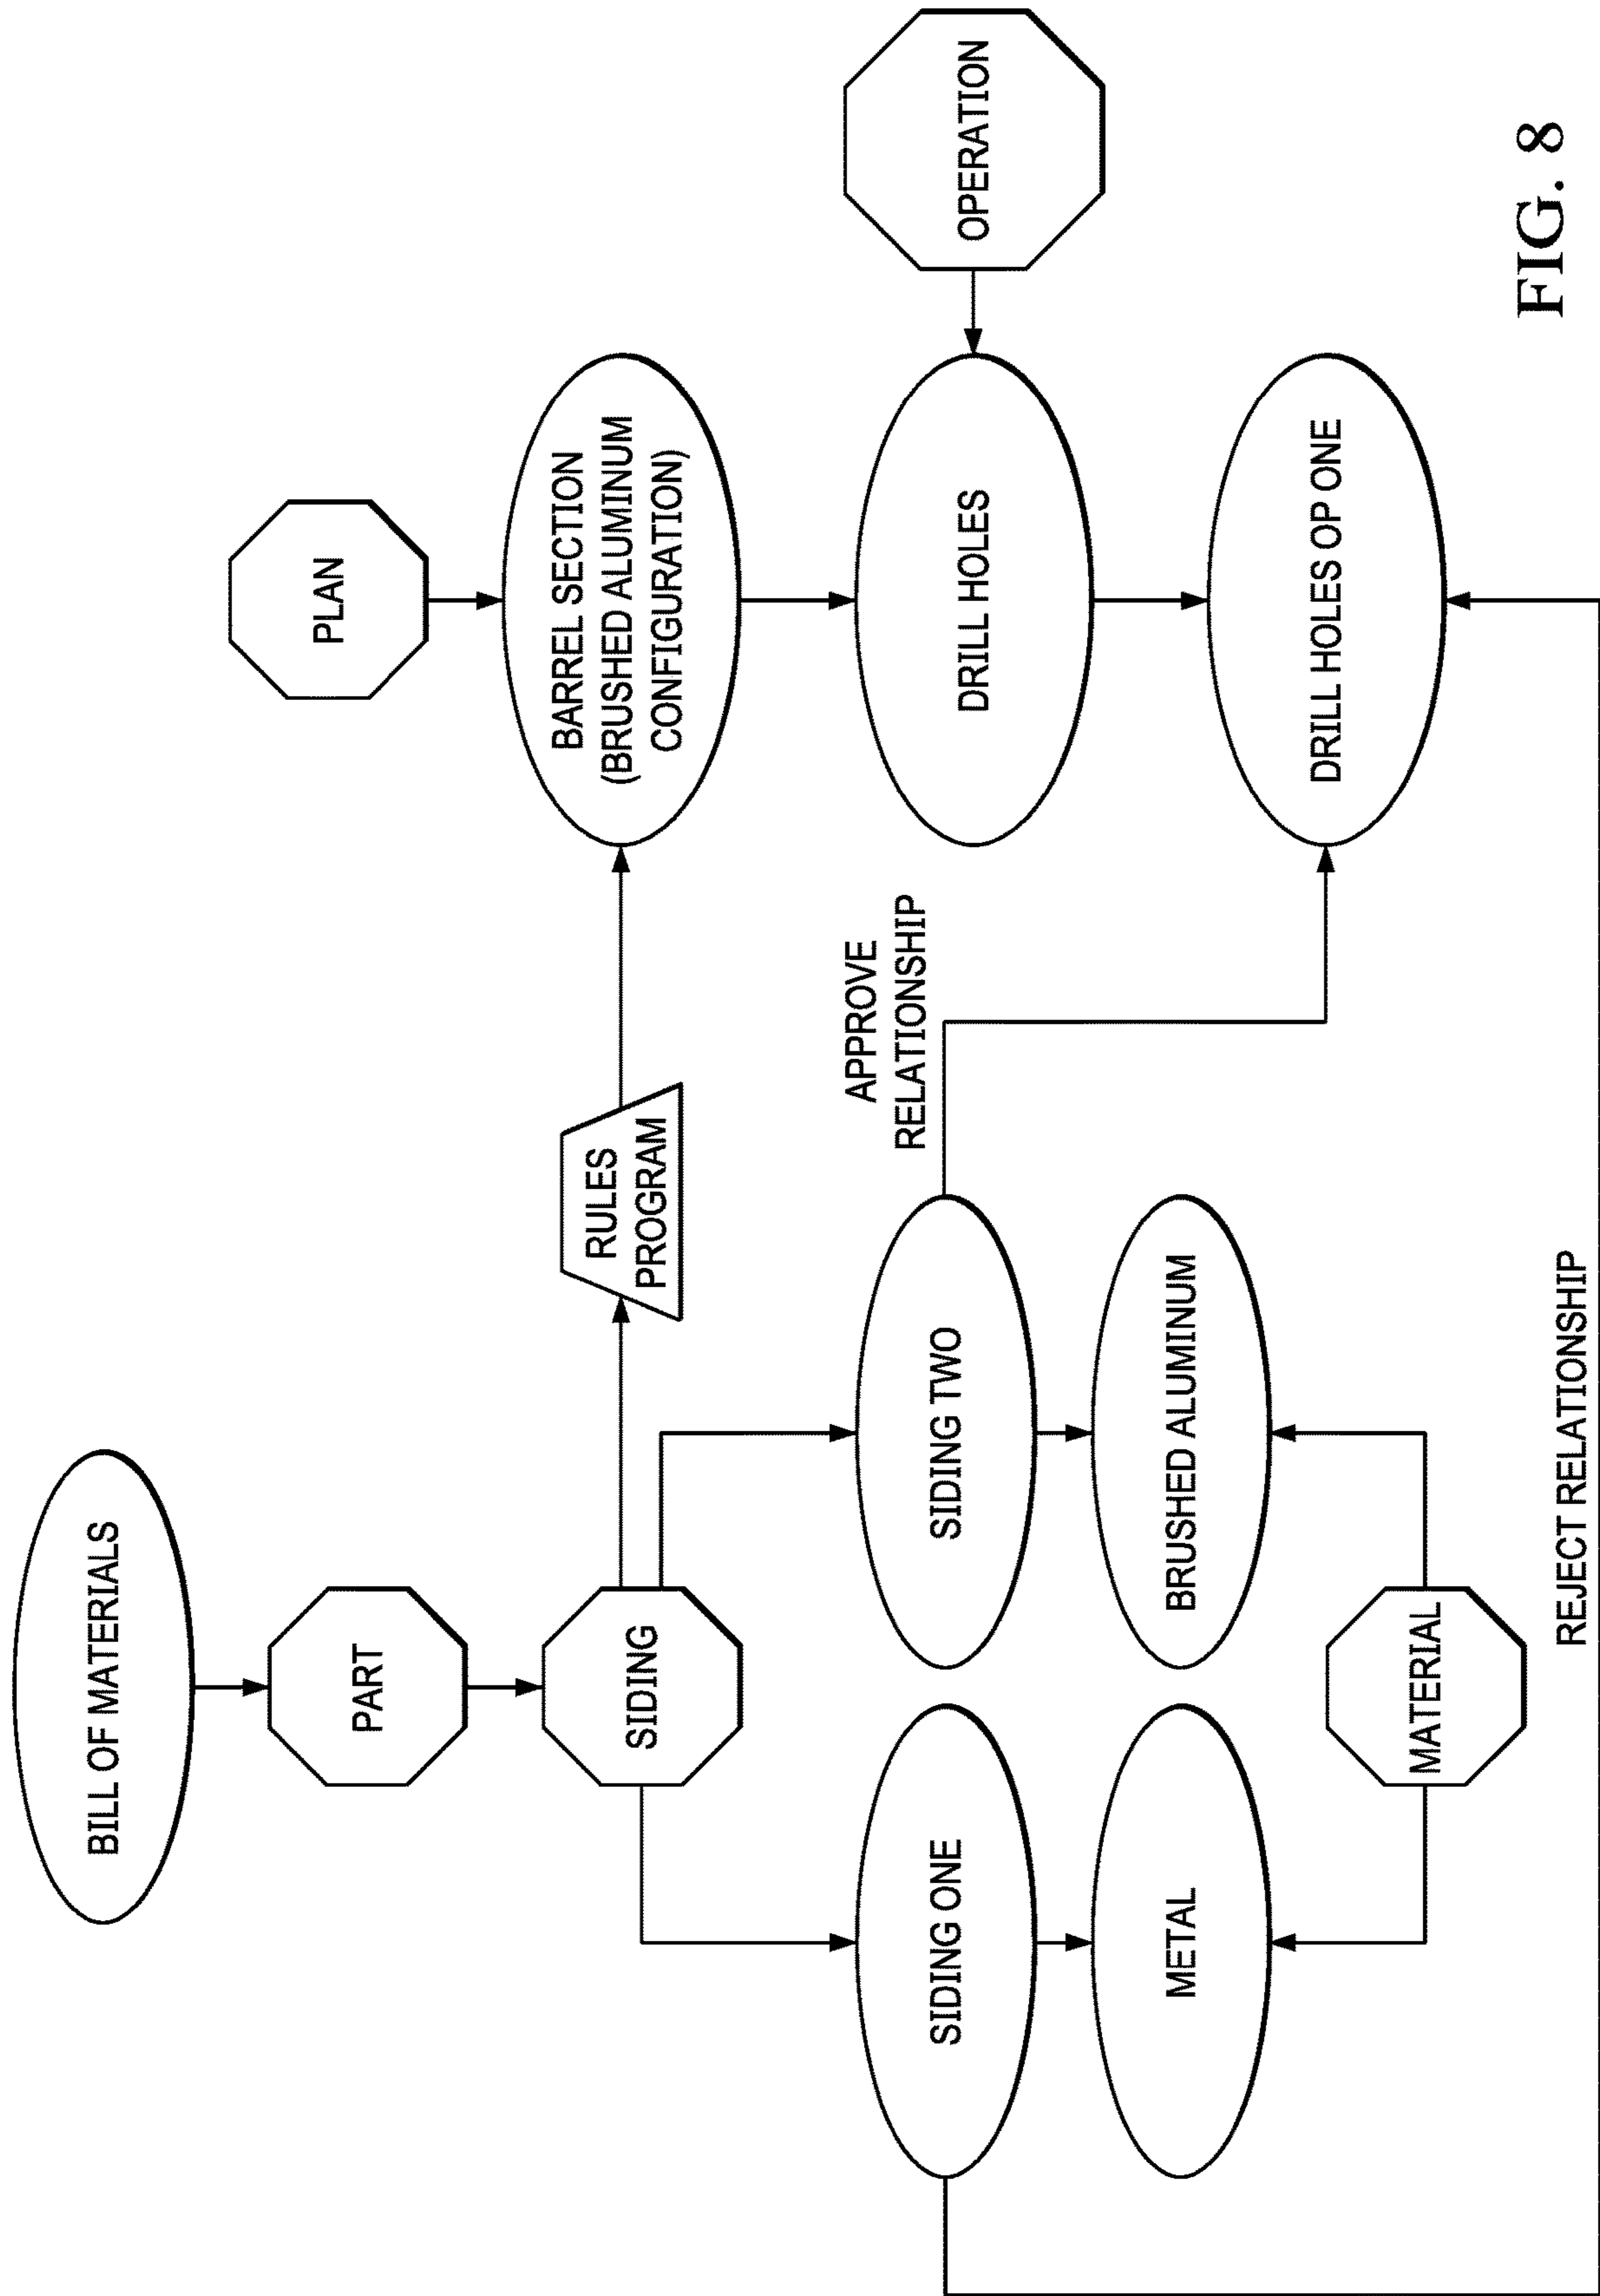 BILL OF MATERIALS
PART
SIDING
PLAN
RULES
PROGRAM
BARREL SECTION
(BRUSHED ALUMINUM
CONFIGURATION)
SIDING ONE
SIDING TWO
APPROVE
RELATIONSHIP
DRILL HOLES
OPERATION
METAL
BRUSHED ALUMINUM
DRILL HOLES OP ONE
MATERIAL
REJECT RELATIONSHIP
FIG. 8